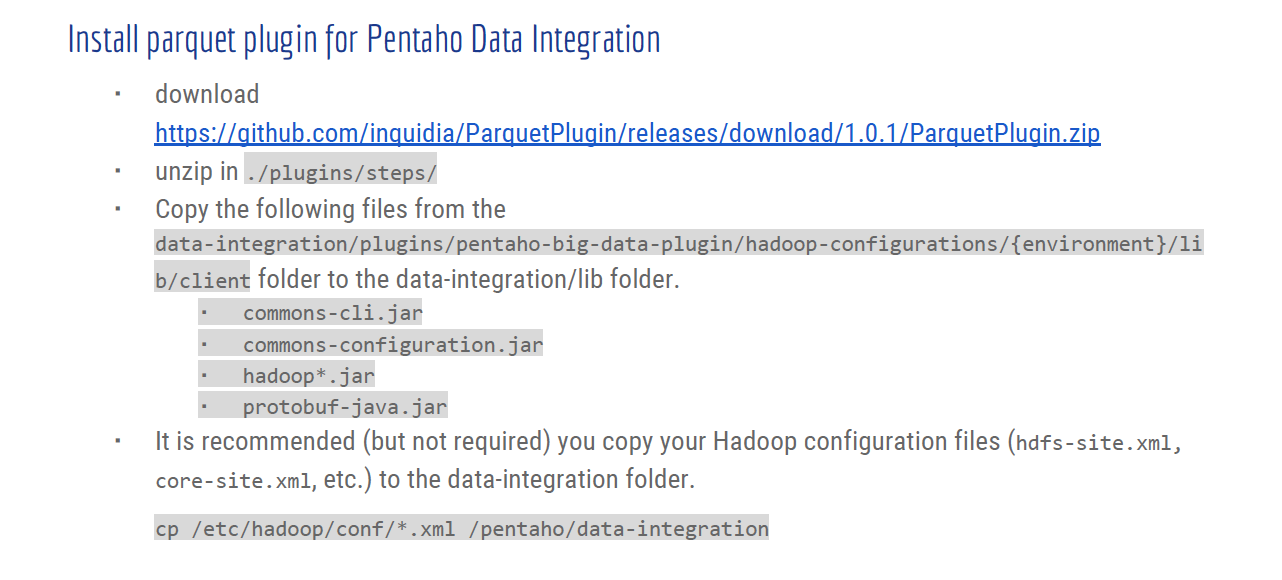 Install parquet plugin for Pentaho Data Integration
▪ download
https://github.com/inquidia/ParquetPlugin/releases/download/1.0.1/ParquetPlugin.zip
▪ unzip in ./plugins/steps/
▪ Copy the following files from the
data-integration/plugins/pentaho-big-data-plugin/hadoop-configurations/{environment}/li
b/client folder to the data-integration/lib folder.
▪ commons-cli.jar
▪ commons-configuration.jar
▪ hadoop*.jar
▪ protobuf-java.jar
▪ It is recommended (but not required) you copy your Hadoop configuration files (hdfs-site.xml,
core-site.xml, etc.) to the data-integration folder.
cp /etc/hadoop/conf/*.xml /pentaho/data-integration